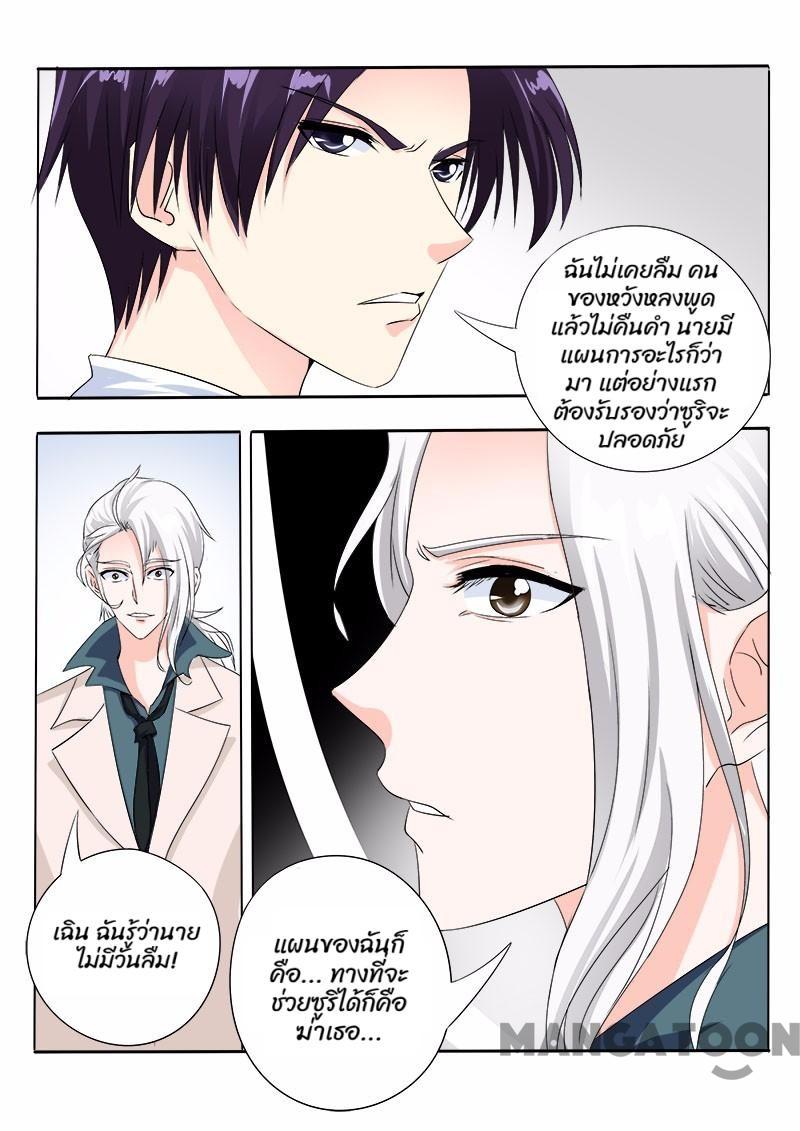 ฉันไม่เคยลืม คน
ของหวังหลงพูด
แล้วไม่คืนคำ นายมี
แผนการอะไรก็ว่า
มา แต่อย่างแรก
ต้องรับรองว่าซูริจะ
ปลอดภัย
เฉิน ฉันรู้ว่านาย
ไม่มีวันลืม!
แผนของฉันก็
คือ... ทางที่จะ
ช่วยซูริได้ก็คือ
ฆ่าเธอ...
MANGATOON